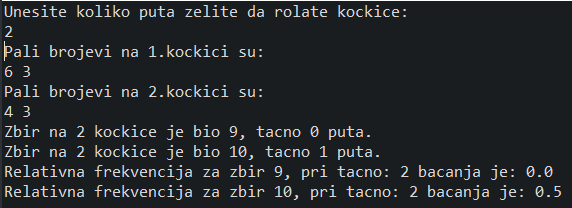 Unesite koliko puta zelite da rolate kockice:
2
Pali brojevi na 1.kockici su:
6 3
Pali brojevi na 2.kockici su:
4 3
Zbir na 2 kockice je bio 9, tacno 0 puta.
Zbir na 2 kockice je bio 10, tacno 1 puta.
Relativna frekvencija za zbir 9, pri tacno: 2 bacanja je: 0.0
Relativna frekvencija za zbir 10, pri tacno: 2 bacanja je: 0.5